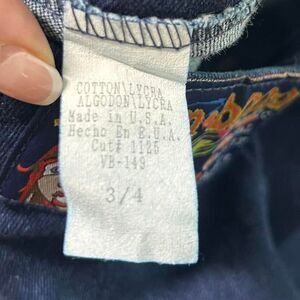 COTTON\LYCRA
ALGODON\LYCRA
Made in U.S.A.
Hecho En E.U.A.
Cut# 1125
VB-149
3/4